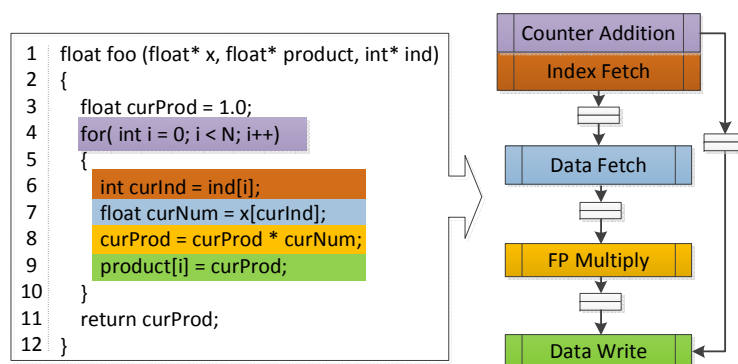 1 float foo (float* x, float* product, int* ind)
2 {
3 float curProd = 1.0;
4 for( int i = 0; i < N; i++)
5 {
6 int curInd = ind[i];
7 float curNum = x[curInd];
8 curProd = curProd * curNum;
9 product[i] = curProd;
10 }
11 return curProd;
12 }
Counter Addition
Index Fetch
Data Fetch
FP Multiply
Data Write